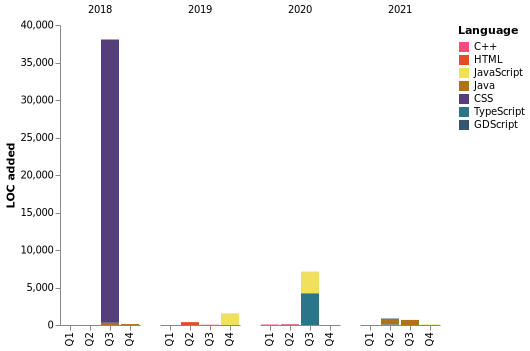 2018 2019 2020 2021
Language
C++
HTML
JavaScript
Java
CSS
TypeScript
GDScript
LOC added
40,000
35,000
30,000
25,000
20,000
15,000
10,000
5,000
0
Q1 Q2 Q3 Q4 Q1 Q2 Q3 Q4 Q1 Q2 Q3 Q4 Q1 Q2 Q3 Q4